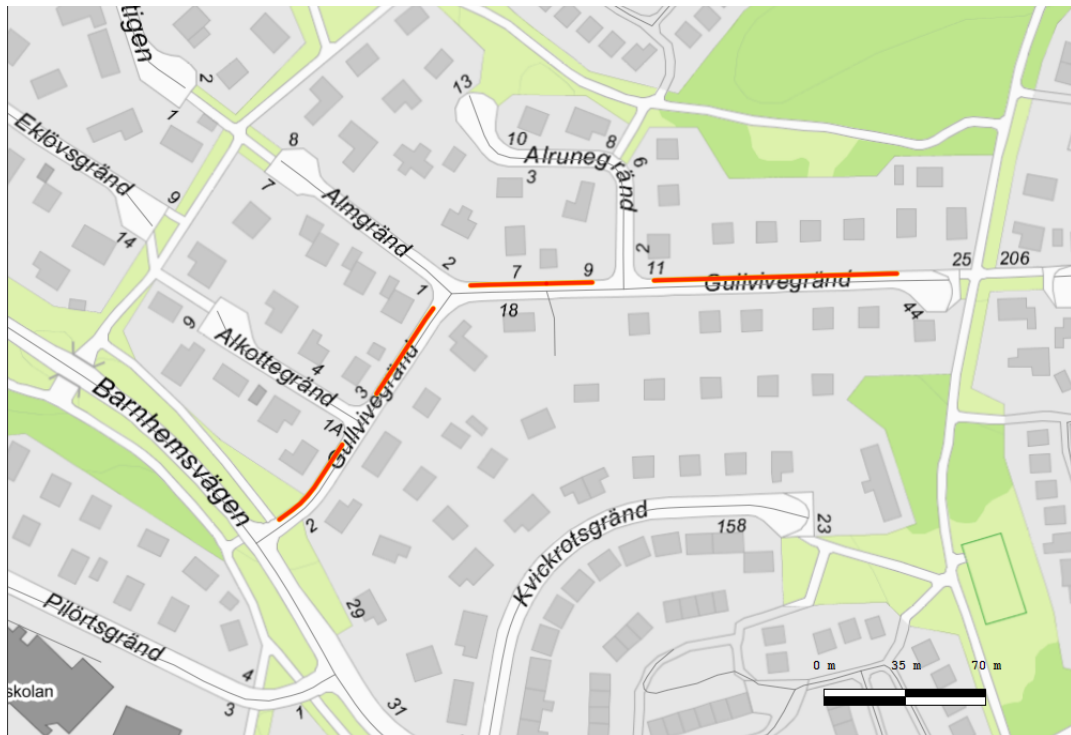 tigen
2
1
13
Eklövsgränd
9
14
8
7
Almgränd
2
1
10
8
6
Alrunegränd
3
2
7
9
11
25
206
18
Gullvivegränd
44
9
4
Alkottegränd
3
1A
Gullvivegränd
2
Barnhemsvägen
158
23
Kvickrotsgränd
29
Pilörtsgränd
4
3
1
31
skolan
0 m
35 m
70 m